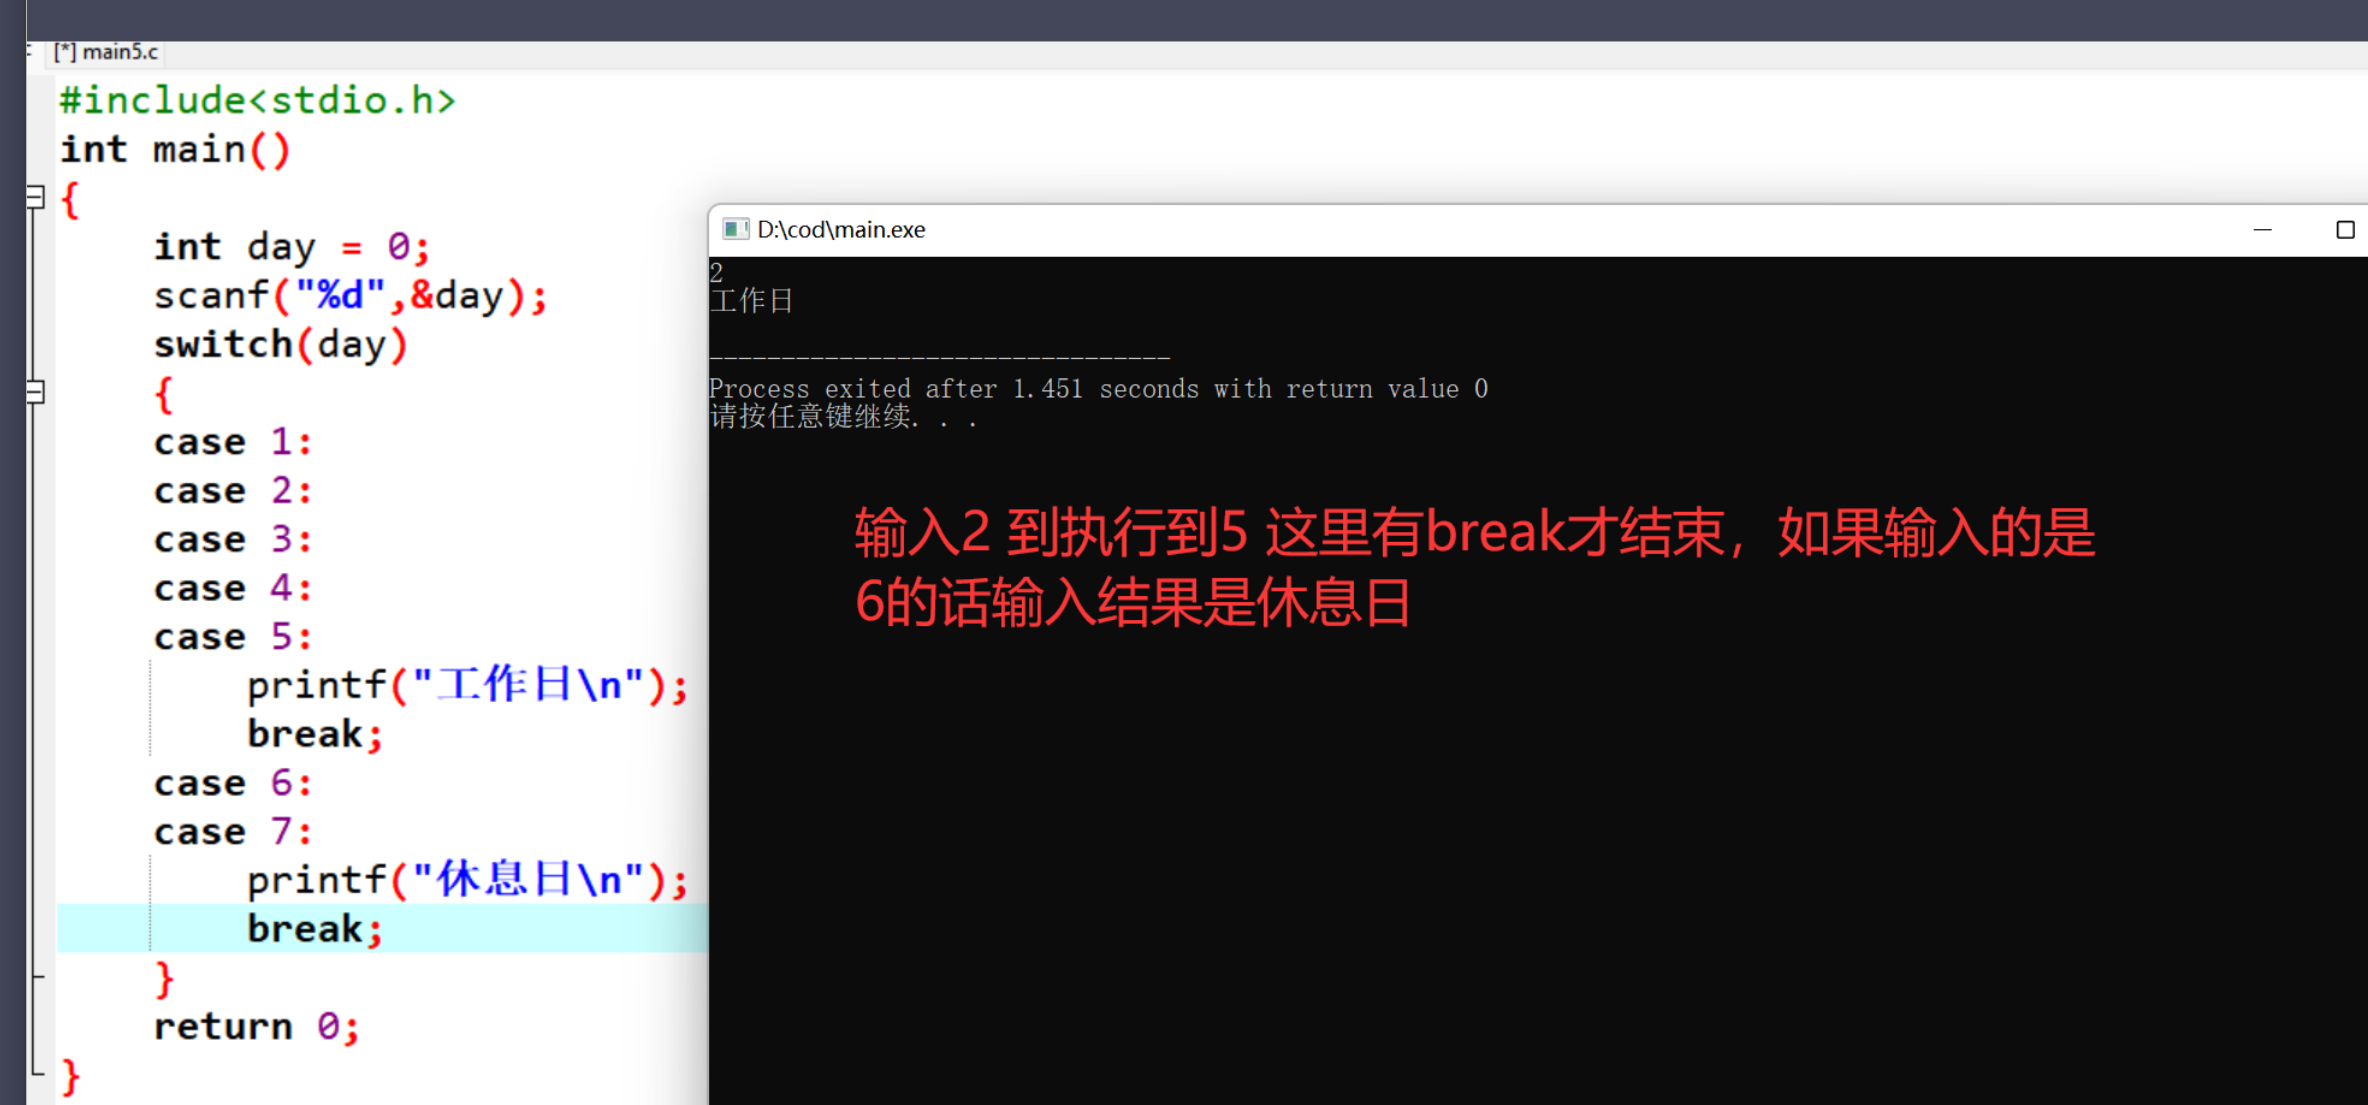 [*] main5.c
#include<stdio.h>
int main()
{
int day = 0;
scanf("%d",&day);
switch(day)
{
case 1:
case 2:
case 3:
case 4:
case 5:
printf("工作日\n");
break;
case 6:
case 7:
printf("休息日\n");
break;
}
return 0;
}
D:\cod\main.exe
2
工作日
--------------------------------
Process exited after 1.451 seconds with return value 0
请按任意键继续. . .
输入2 到执行到5 这里有break才结束，如果输入的是
6的话输入结果是休息日